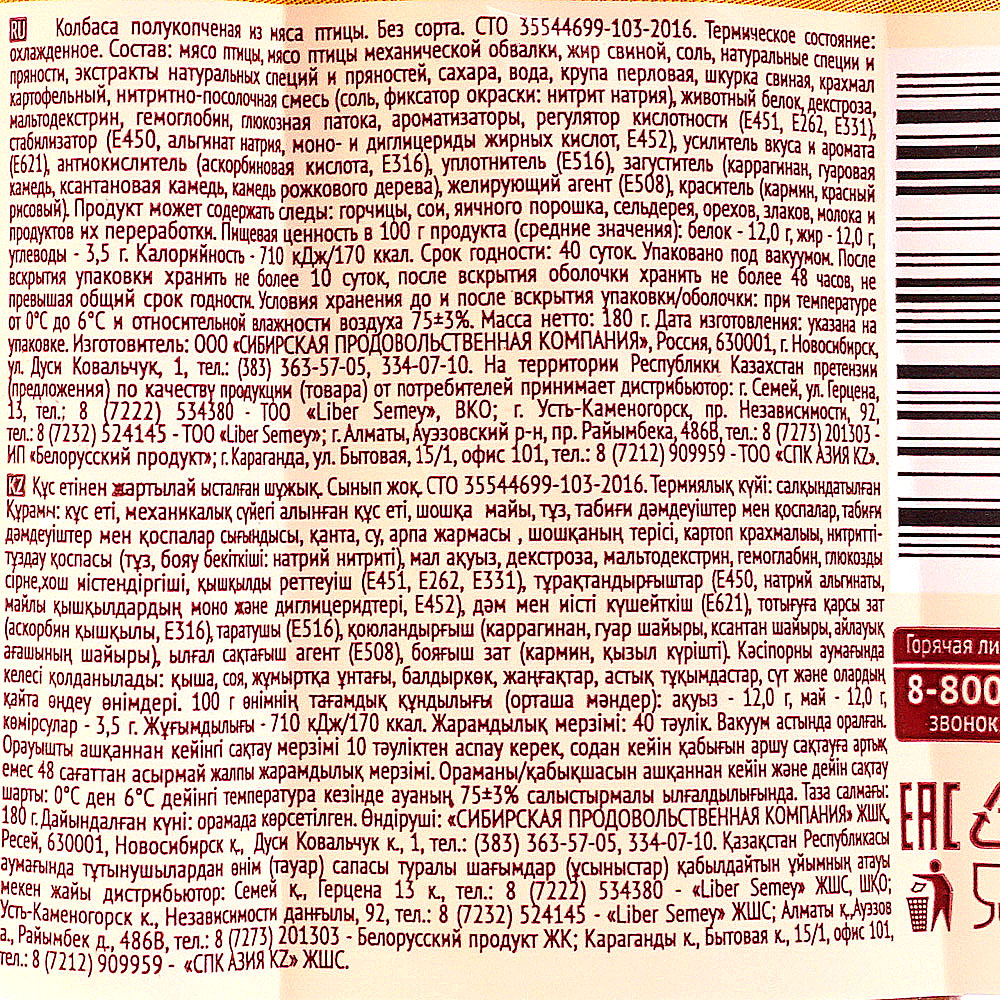 RU Колбаса полукопченая из мяса птицы. Без сорта. СТО 35544699-103-2016. Термическое состояние:
охлажденное. Состав: мясо птицы, мясо птицы механической обвалки, жир свиной, соль, натуральные специи и
пряности, экстракты натуральных специй и пряностей, сахара, вода, крупа перловая, шкурка свиная, крахмал
картофельный, нитритно-посолочная смесь (соль, фиксатор окраски: нитрит натрия), животный белок, декстроза,
мальтодекстрин, гемоглобин, глюкозная патока, ароматизаторы, регулятор кислотности (Е451, Е262, Е331),
стабилизатор (Е450, альгинат натрия, моно- и диглицериды жирных кислот, Е452), усилитель вкуса и аромата
(Е621), антиокислитель (аскорбиновая кислота, Е316), уплотнитель (Е516), загуститель (каррагинан, гуаровая
камедь, ксантановая камедь, камедь рожкового дерева), желирующий агент (Е508), краситель (кармин, красный
рисовый). Продукт может содержать следы: горчицы, сои, яичного порошка, сельдерея, орехов, злаков, молока и
продуктов их переработки. Пищевая ценность в 100 г продукта (средние значения): белок - 12,0 г, жир - 12,0 г,
углеводы - 3,5 г. Калорийность - 710 кДж/170 ккал. Срок годности: 40 суток. Упаковано под вакуумом. После
вскрытия упаковки хранить не более 10 суток, после вскрытия оболочки хранить не более 48 часов, не
превышая общий срок годности. Условия хранения до и после вскрытия упаковки/оболочки: при температуре
от 0°С до 6°С и относительной влажности воздуха 75±3%. Масса нетто: 180 г. Дата изготовления: указана на
упаковке. Изготовитель: ООО «СИБИРСКАЯ ПРОДОВОЛЬСТВЕННАЯ КОМПАНИЯ», Россия, 630001, г. Новосибирск,
ул. Дуси Ковальчук, 1, тел.: (383) 363-57-05, 334-07-10. На территории Республики Казахстан претензии
(предложения) по качеству продукции (товара) от потребителей принимает дистрибьютор: г. Семей, ул. Герцена,
13, тел.; 8 (7222) 534380 - ТОО «Liber Semey», ВКО; г. Усть-Каменогорск, пр. Независимости, 92,
тел.: 8 (7232) 524145 - ТОО «Liber Semey»; г. Алматы, Ауэзовский р-н, пр. Райымбека, 486В, тел.: 8 (7273) 201303 -
ИП «Белорусский продукт»; г. Караганда, ул. Бытовая, 15/1, офис 101, тел.: 8 (7212) 909959 - ТОО «СПК АЗИЯ KZ».
KZ Құс етінен жартылай ысталған шұжық. Сынып жоқ. СТО 35544699-103-2016. Термиялық күйі: салқындатылған
Құрамы: құс еті, механикалық сүйегі алынған құс еті, шошқа майы, тұз, табиғи дәмдеуіштер мен қоспалар, табиғи
дәмдеуіштер мен қоспалар сығындысы, қанта, су, арпа жармасы , шошқаның терісі, картоп крахмалыы, нитритті-
тұздау қоспасы (тұз, бояу бекіткіші: натрий нитриті), мал ақуыз, декстроза, мальтодекстрин, гемоглобин, глюкозды
сірне,хош иістендіргіші, қышқылды реттеуіш (Е451, Е262, Е331), тұрақтандырғыштар (Е450, натрий альгинаты,
майлы қышқылдардың моно және диглицеридтері, Е452), дәм мен иісті күшейткіш (Е621), тотығуға қарсы зат
(аскорбин қышқылы, Е316), таратушы (Е516), қоюландырғыш (каррагинан, гуар шайыры, ксантан шайыры, айлауық
ағашының шайыры), ылғал сақтағыш агент (Е508), бояғыш зат (кармин, қызыл күрішті). Кәсіпорны аумағында
келесі қолданылады: қыша, соя, жұмыртқа ұнтағы, балдыркөк, жаңғақтар, астық тұқымдастар, сүт және олардың
қайта өңдеу өнімдері. 100 г өнімнің тағамдық құндылығы (орташа мәндер): ақуыз - 12,0 г, май - 12,0 г,
көмірсулар - 3,5 г. Жұғымдылығы - 710 кДж/170 ккал. Жарамдылық мерзімі: 40 тәулік. Вакуум астында оралған.
Орауышты ашқаннан кейінгі сақтау мерзімі 10 тәуліктен аспау керек, содан кейін қабығын аршу сақтауға артық
емес 48 сағаттан асырмай жалпы жарамдылық мерзімі. Ораманы/қабықшасын ашқаннан кейін және дейін сақтау
шарты: 0°С ден 6°С дейінгі температура кезінде ауаның 75±3% салыстырмалы ылғалдылығында. Таза салмағы:
180 г. Дайындалған күні: орамада көрсетілген. Өндіруші: «СИБИРСКАЯ ПРОДОВОЛЬСТВЕННАЯ КОМПАНИЯ» ЖШҚ,
Ресей, 630001, Новосибирск қ., Дуси Ковальчук к., 1, тел.: (383) 363-57-05, 334-07-10. Қазақстан Республикасы
аумағында тұтынушылардан өнім (тауар) сапасы туралы шағымдар (ұсыныстар) қабылдайтын ұйымның атауы
мекен жайы дистрибьютор: Семей қ., Герцена 13 к., тел.: 8 (7222) 534380 - «Liber Semey» ЖШС, ШҚО;
Усть-Каменогорск к., Независимости данғылы, 92, тел.: 8 (7232) 524145 - «Liber Semey» ЖШС; Алматы қ.,Ауэзов
а., Райымбек д., 486В, тел.: 8 (7273) 201303 - Белорусский продукт ЖК; Караганды к., Бытовая к., 15/1, офис 101,
тел.: 8 (7212) 909959 - «СПК АЗИЯ KZ» ЖШС.
Горячая ли
8-800
ЗВОНОК
EAC